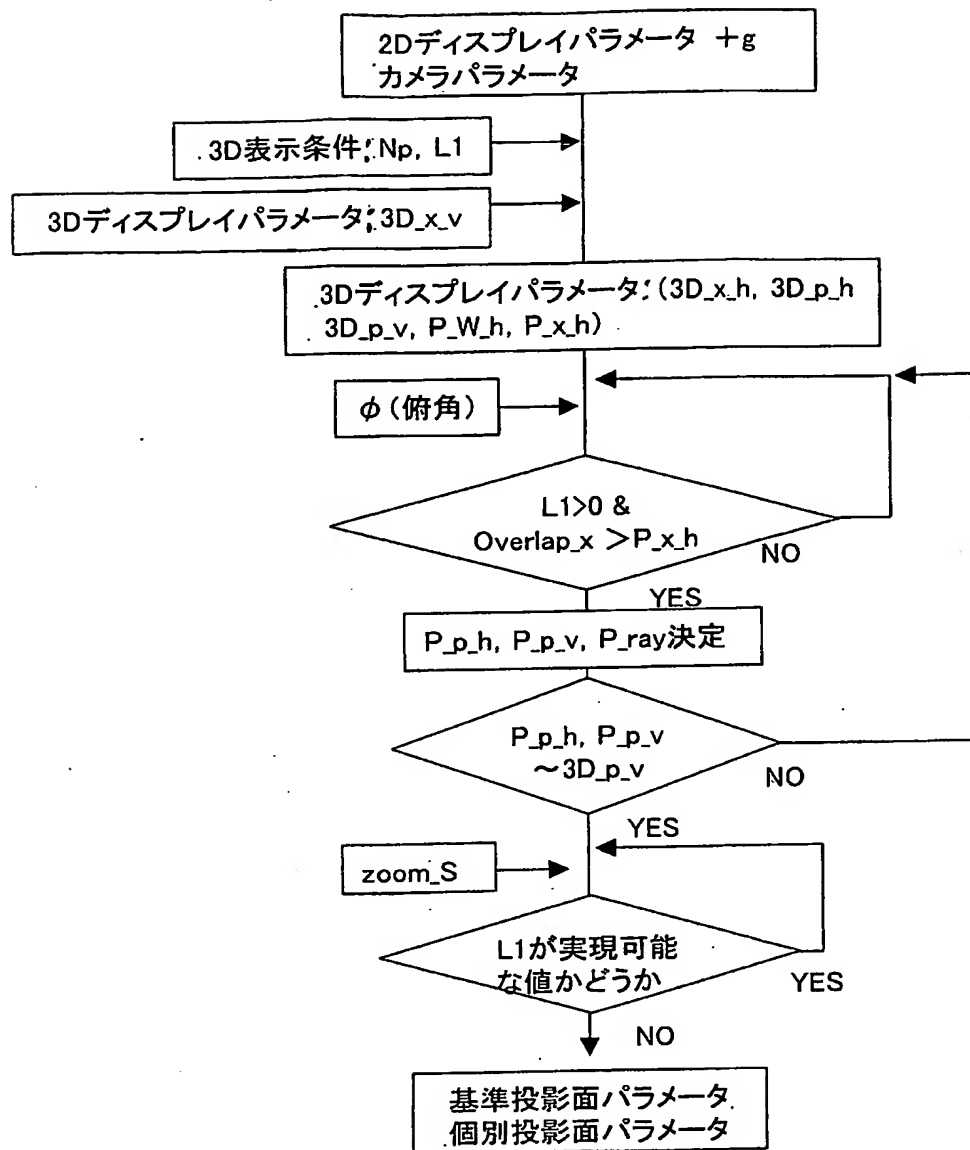 2Dディスプレイパラメータ +g
カメラパラメータ
3D表示条件:Np, L1
3Dディスプレイパラメータ:3D_x_v
3Dディスプレイパラメータ:(3D_x_h, 3D_p_h
3D_p_v, P_W_h, P_x_h)
φ(俯角)
L1>0 &
Overlap_x >P_x_h
NO
YES
P_p_h, P_p_v, P_ray決定
P_p_h, P_p_v
~3D_p_v
NO
YES
zoom_S
L1が実現可能
な値かどうか
YES
NO
基準投影面パラメータ
個別投影面パラメータ